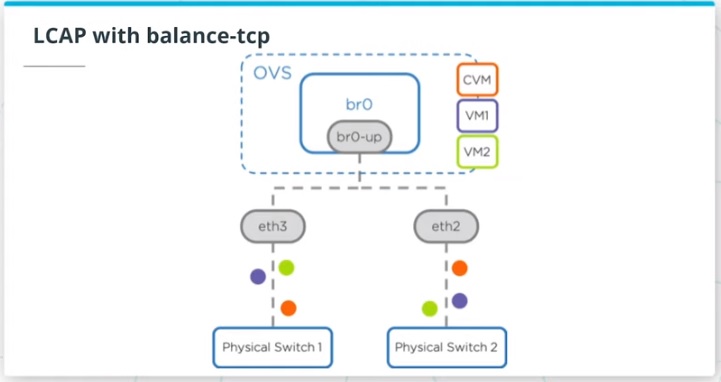 LCAP with balance-tcp
OVS
CVM
br0
VM1
br0-up
VM2
eth3
eth2
Physical Switch 1
Physical Switch 2